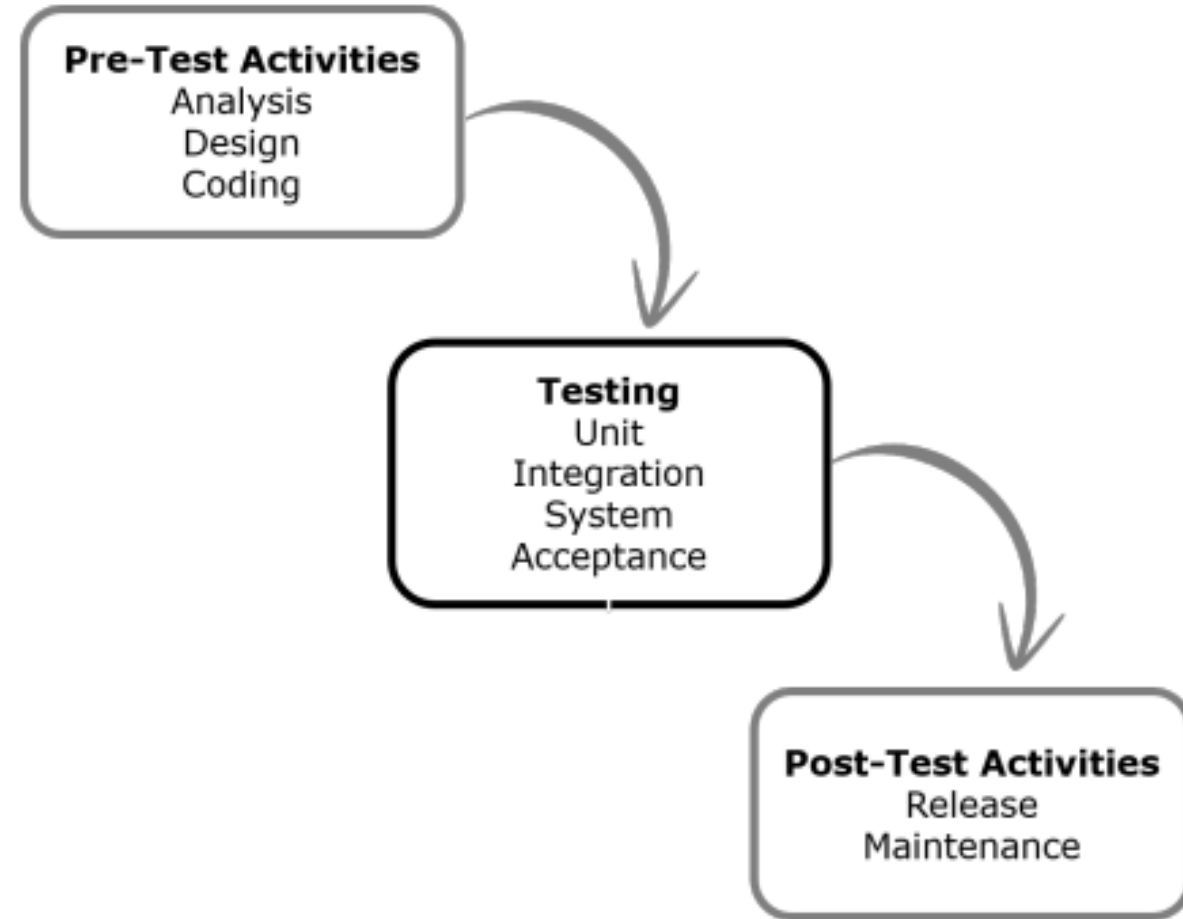 Pre-Test Activities
Analysis
Design
Coding
Testing
Unit
Integration
System
Acceptance
Post-Test Activities
Release
Maintenance